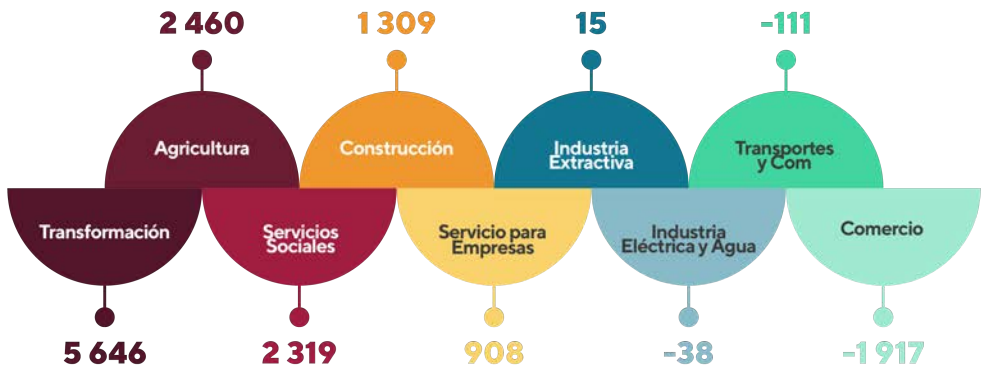 2 460
1 309
15
-111
Agricultura
Construcción
Industria
Extractiva
Transportes
y Com
Transformación
Servicios
Sociales
Servicio para
Empresas
Industria
Eléctrica y Agua
Comercio
5 646
2 319
908
-38
-1 917